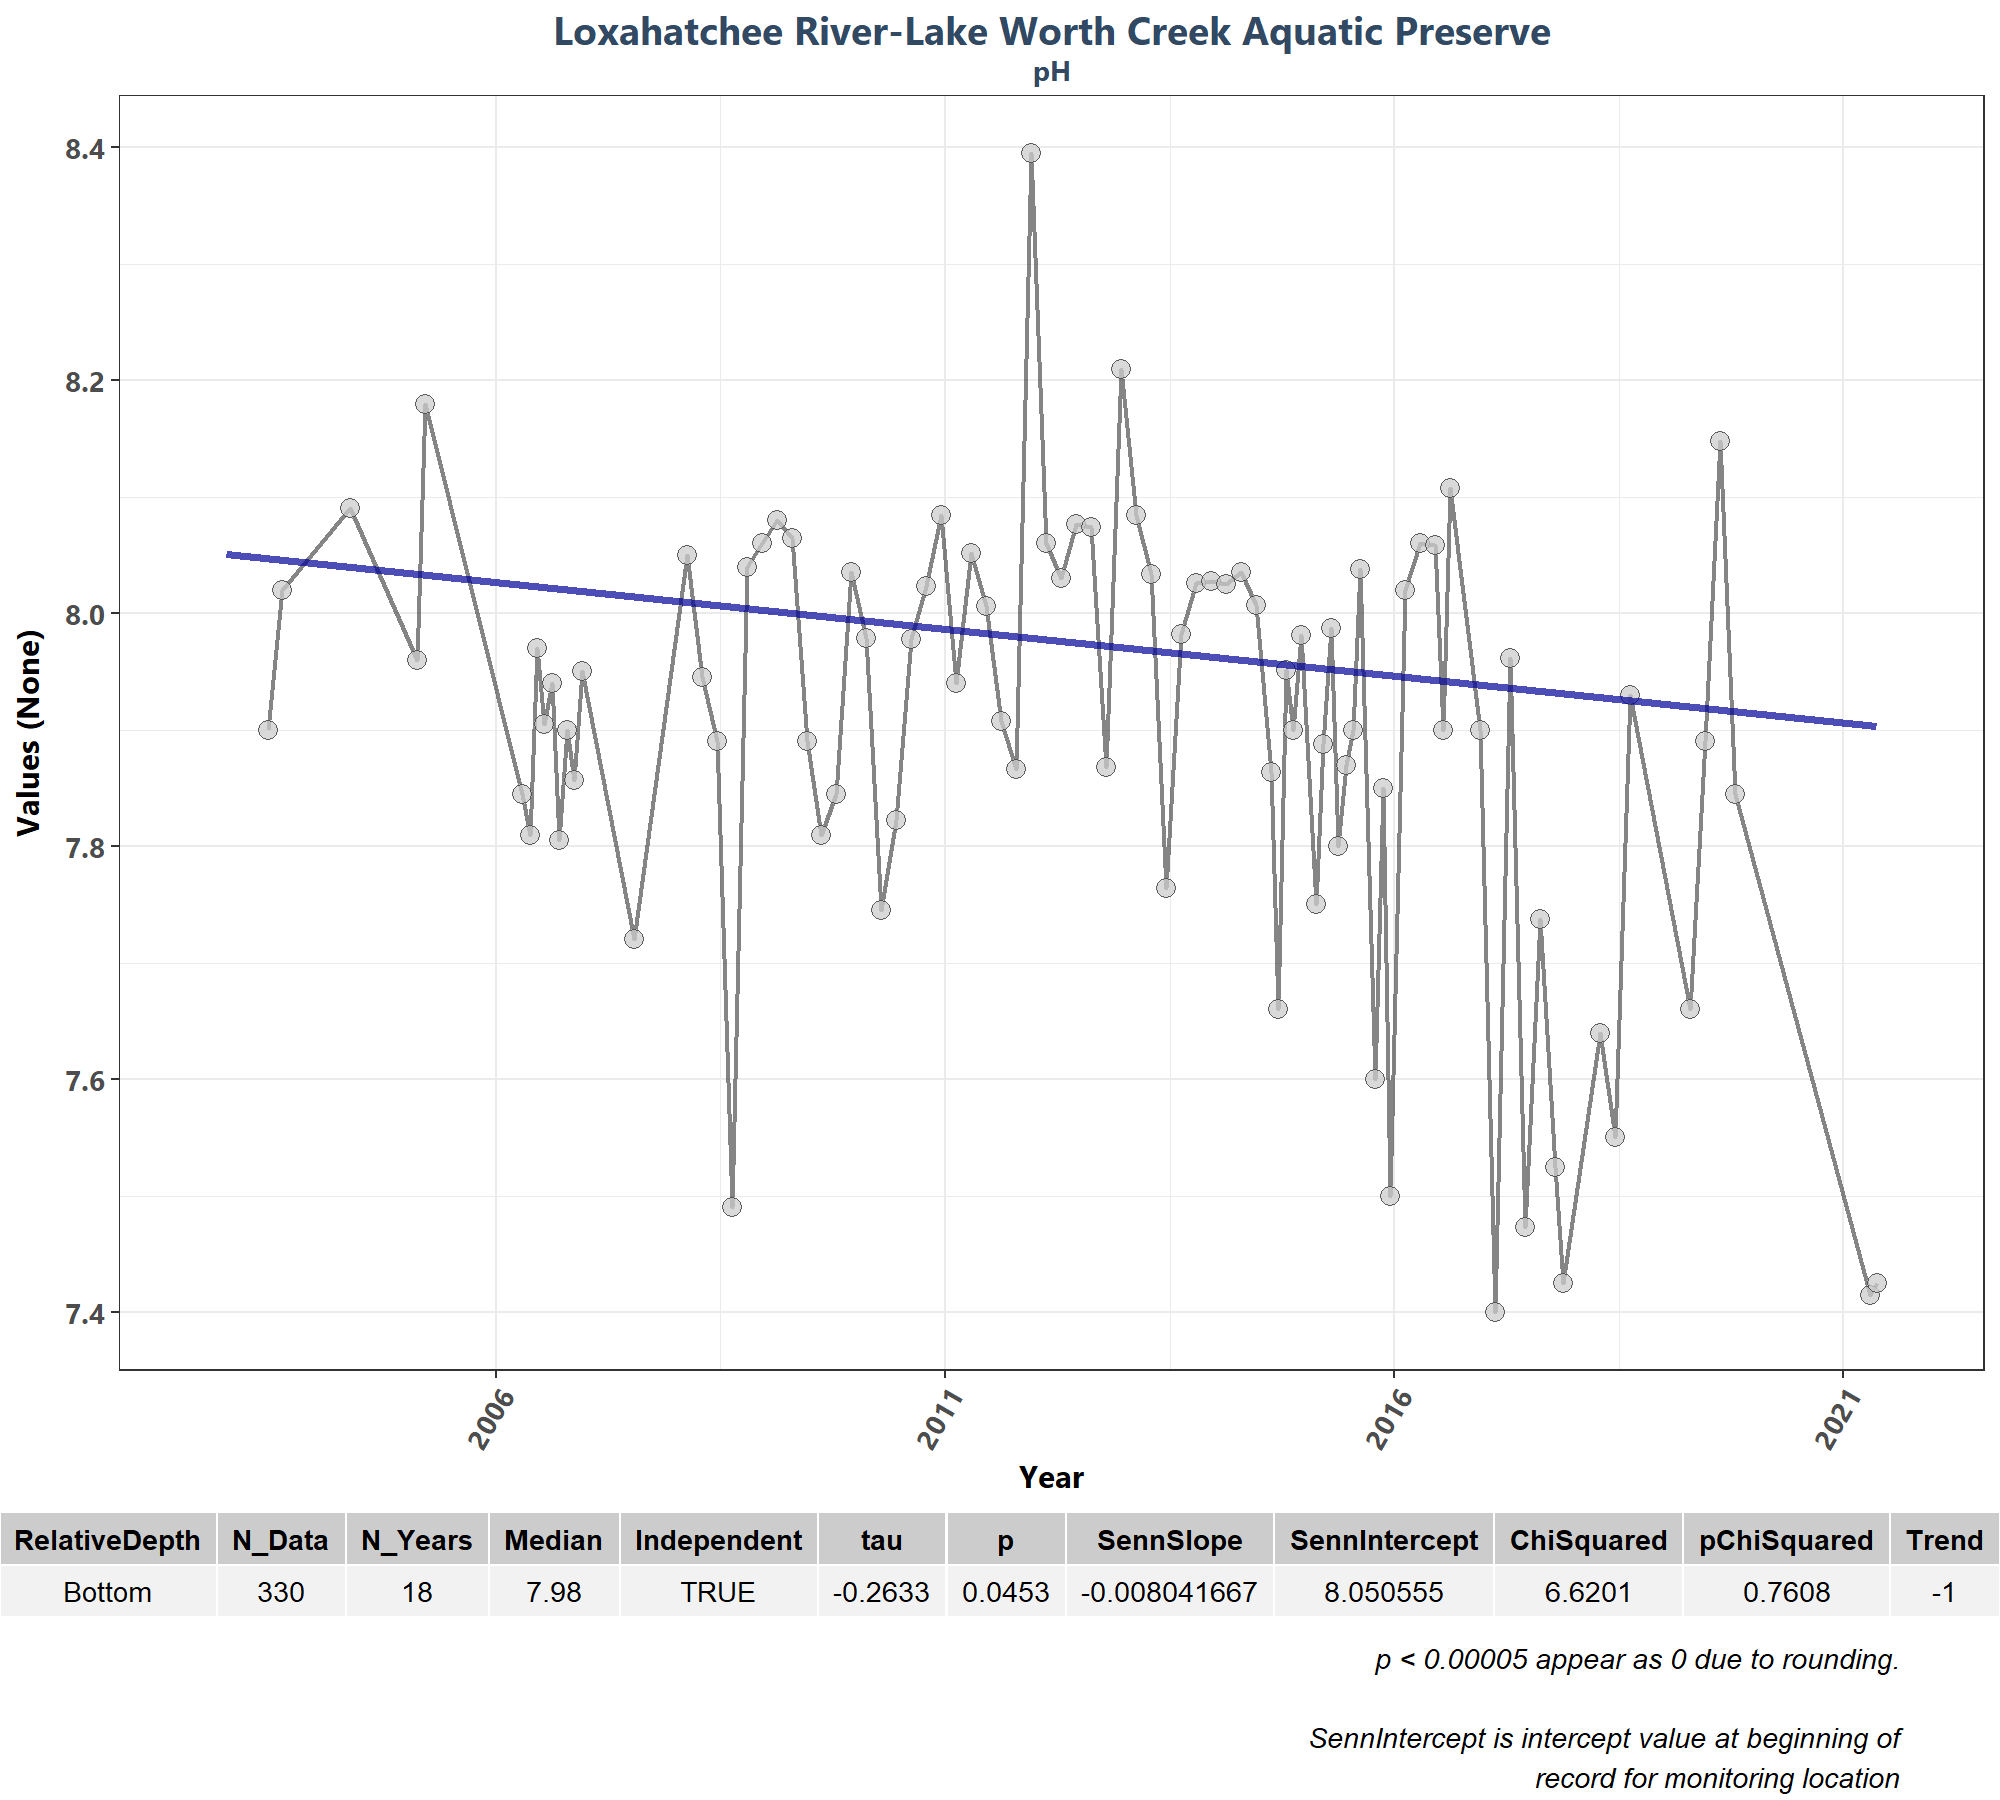 Loxahatchee River-Lake Worth Creek Aquatic Preserve
pH
8.4
8.2
8.0
7.8
7.6
7.4
Values (None)
2006
2011
2016
2021
Year
RelativeDepth N_Data N_Years Median Independent tau p SennSlope SennIntercept ChiSquared pChiSquared Trend
Bottom 330 18 7.98 TRUE -0.2633 0.0453 -0.008041667 8.050555 6.6201 0.7608 -1
p < 0.00005 appear as 0 due to rounding.
SennIntercept is intercept value at beginning of
record for monitoring location